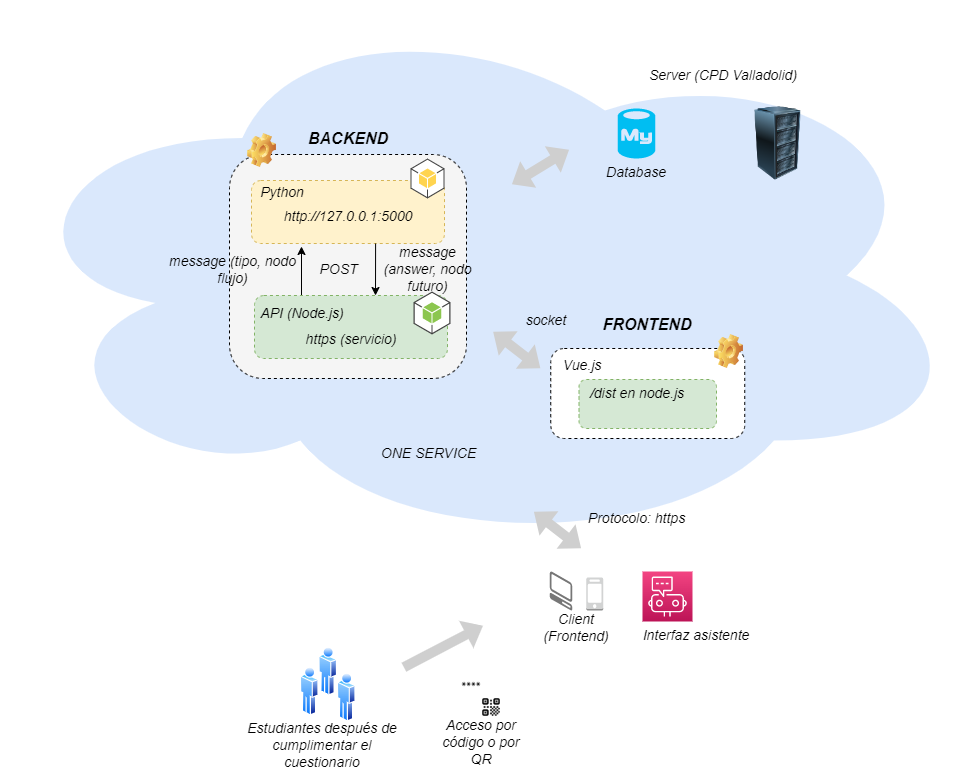 Server (CPD Valladolid)
BACKEND
My
Database
Python
http://127.0.0.1:5000
message (tipo, nodo
flujo)
POST
message
(answer, nodo
futuro)
API (Node.js)
https (servicio)
socket
FRONTEND
Vue.js
/dist en node.js
ONE SERVICE
Protocolo: https
Client
(Frontend)
Interfaz asistente
****
Estudiantes después de
cumplimentar el
cuestionario
Acceso por
código o por
QR